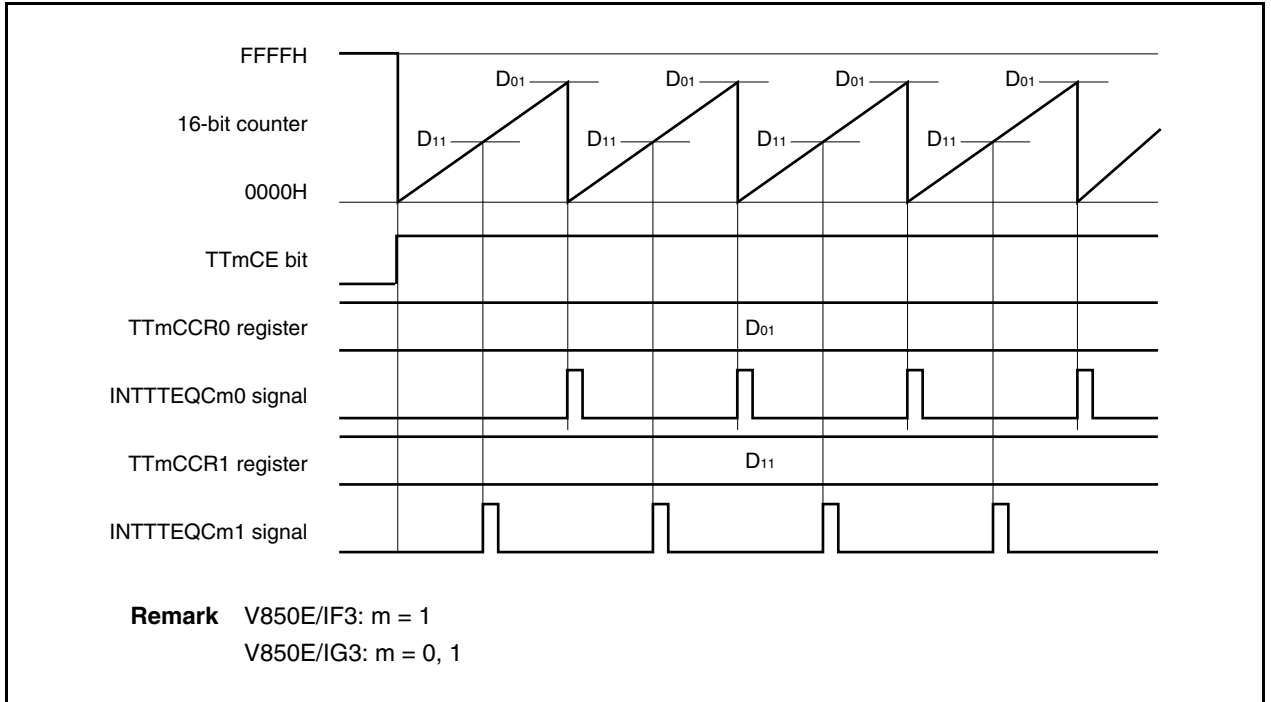 FFFFH
D01 D01 D01 D01
16-bit counter
D11 D11 D11 D11
0000H
TTmCE bit
TTmCCR0 register D01
INTTTEQCm0 signal
TTmCCR1 register D11
INTTTEQCm1 signal
Remark V850E/IF3: m = 1
V850E/IG3: m = 0, 1